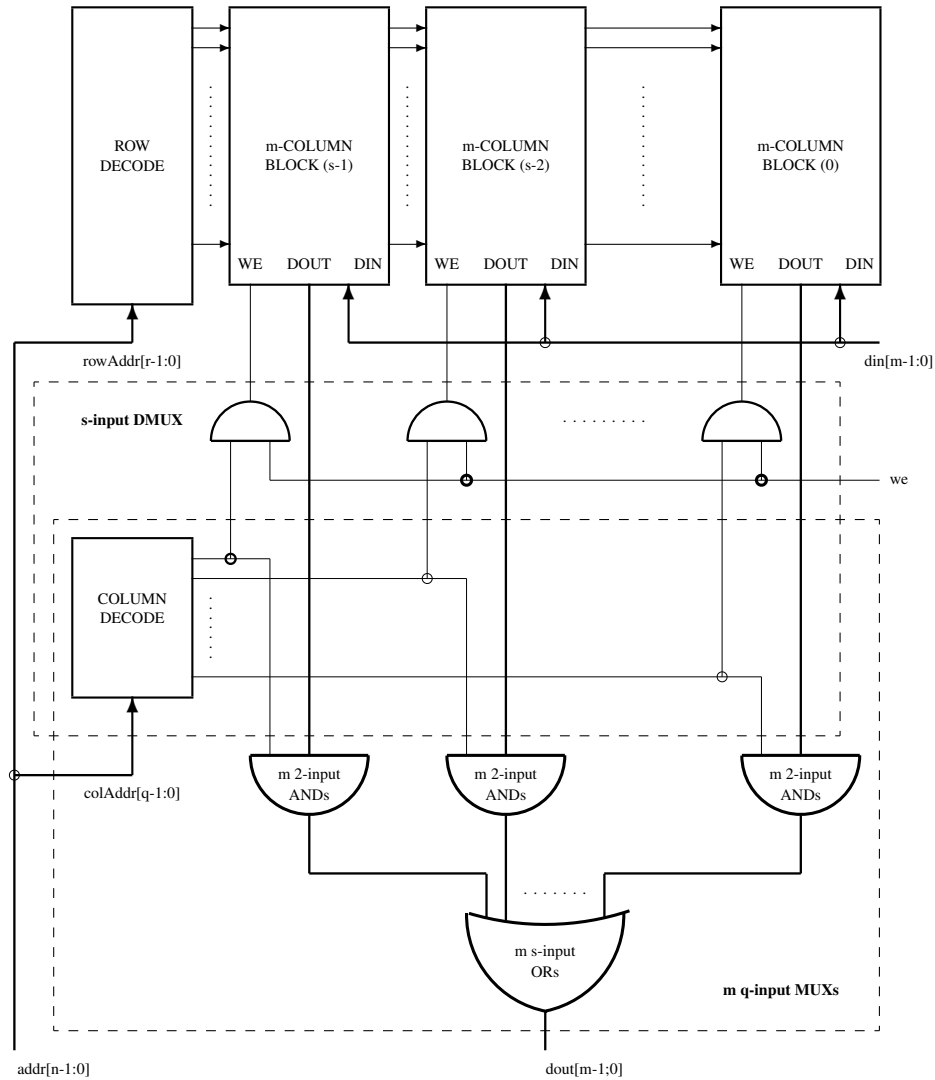 ROW
DECODE
m-COLUMN
BLOCK (s-1)
m-COLUMN
BLOCK (s-2)
m-COLUMN
BLOCK (0)
WE DOUT DIN
WE DOUT DIN
WE DOUT DIN
rowAddr[r-1:0]
din[m-1:0]
s-input DMUX
we
COLUMN
DECODE
colAddr[q-1:0]
m 2-input
ANDs
m 2-input
ANDs
m 2-input
ANDs
m s-input
ORs
m q-input MUXs
addr[n-1:0]
dout[m-1;0]